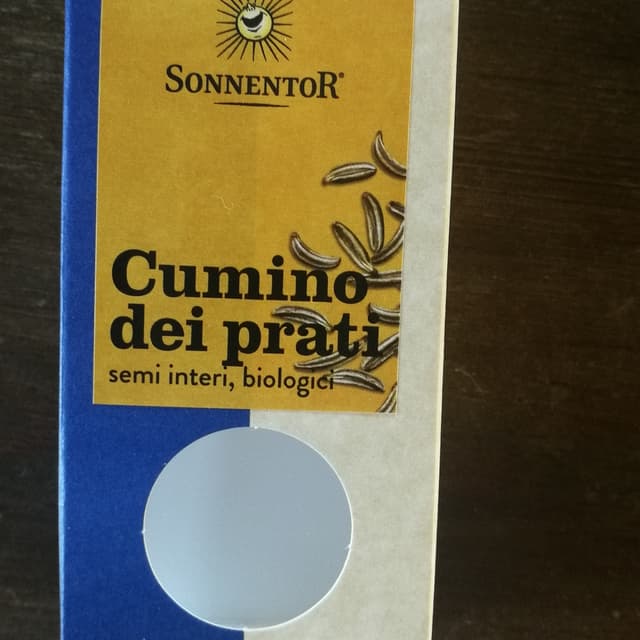 SONNENTOR®
Cumino
dei prati
semi interi, biologici